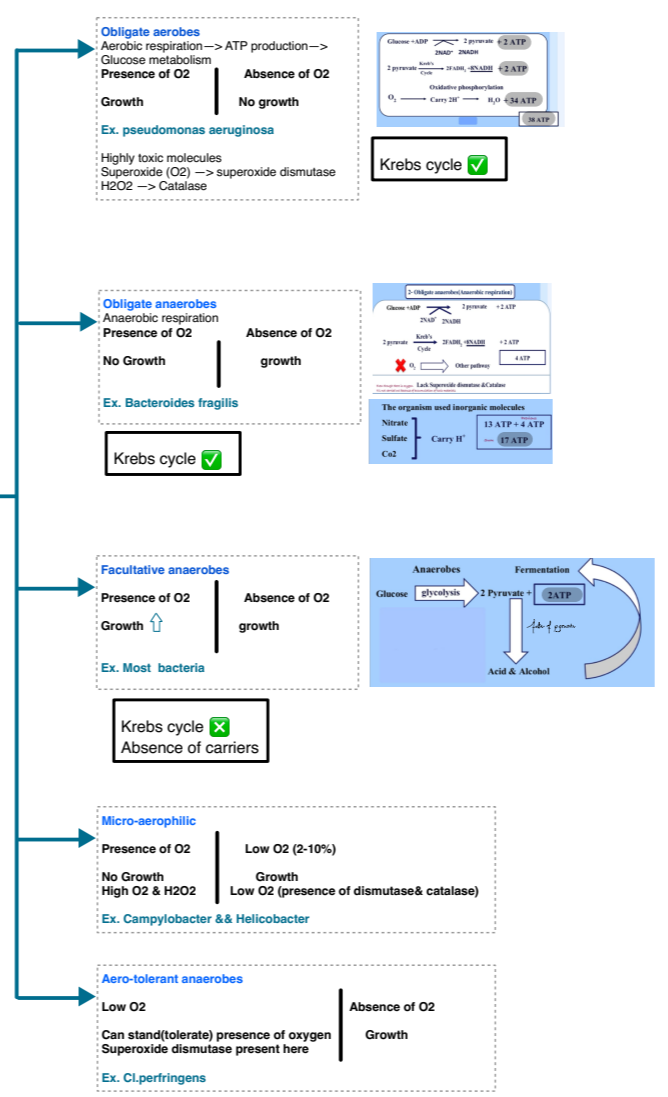 Obligate aerobes
Aerobic respiration—> ATP production—>
Glucose metabolism
Presence of O2 Absence of O2
Growth No growth
Ex. pseudomonas aeruginosa
Highly toxic molecules
Superoxide (O2) —> superoxide dismutase
H2O2 —> Catalase
Glucose +ADP 2 pyruvate + 2 ATP
2NAD⁺ 2NADH
2 pyruvate Kreb's Cycle 2FADH₂ +8NADH + 2 ATP
Oxidative phosphorylation
O₂ Carry 2H⁺ H₂O + 34 ATP
38 ATP
Krebs cycle ✅
Obligate anaerobes
Anaerobic respiration
Presence of O2 Absence of O2
No Growth growth
Ex. Bacteroides fragilis
2- Obligate anaerobes(Anaerobic respiration)
Glucose +ADP 2 pyruvate +2 ATP
2NAD⁺ 2NADH
2 pyruvate Kreb's Cycle 2FADH₂ +8NADH +2 ATP
4 ATP
❌ O₂ Other pathway
Lack Superoxide dismutase &Catalase
The organism used inorganic molecules
Nitrate
Sulfate
Co2
Carry H⁺
13 ATP + 4 ATP
17 ATP
Krebs cycle ✅
Facultative anaerobes
Presence of O2 Absence of O2
Growth ⇧ growth
Ex. Most bacteria
Anaerobes Fermentation
Glucose glycolysis 2 Pyruvate + 2ATP
fate of pyruvate
Acid & Alcohol
Krebs cycle ❎
Absence of carriers
Micro-aerophilic
Presence of O2 Low O2 (2-10%)
No Growth Growth
High O2 & H2O2 Low O2 (presence of dismutase& catalase)
Ex. Campylobacter && Helicobacter
Aero-tolerant anaerobes
Low O2 Absence of O2
Can stand(tolerate) presence of oxygen Growth
Superoxide dismutase present here
Ex. Cl.perfringens